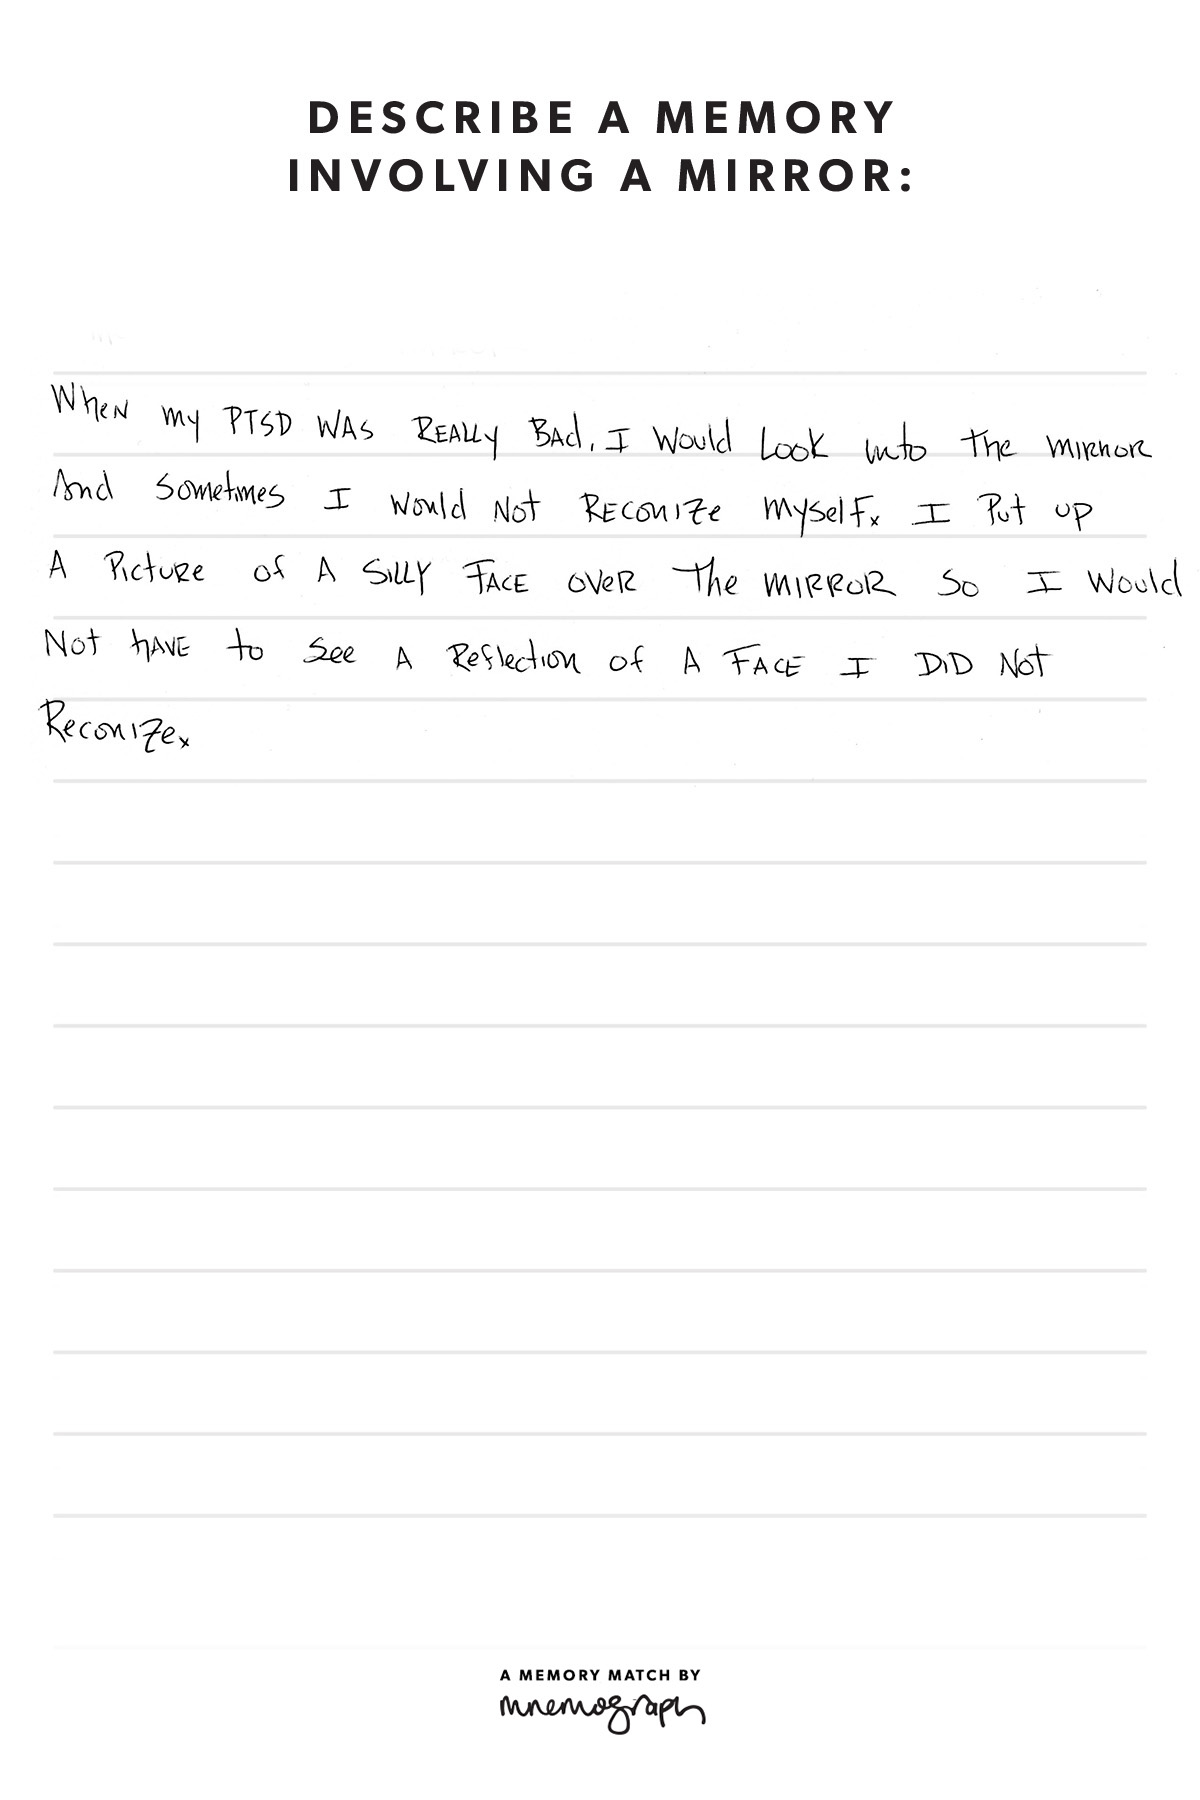 DESCRIBE A MEMORY
INVOLVING A MIRROR:
When my PTSD WAS REALLY BAd, I Would Look into The MIRROR
And Sometimes I Would Not RECONIZE MYSelF. I Put up
A Picture of A SILLY FACE OVER The MIRROR So I Would
Not hAVE to See A Reflection of A FACE I DID Not
Reconize.
A MEMORY MATCH BY
mnemograph